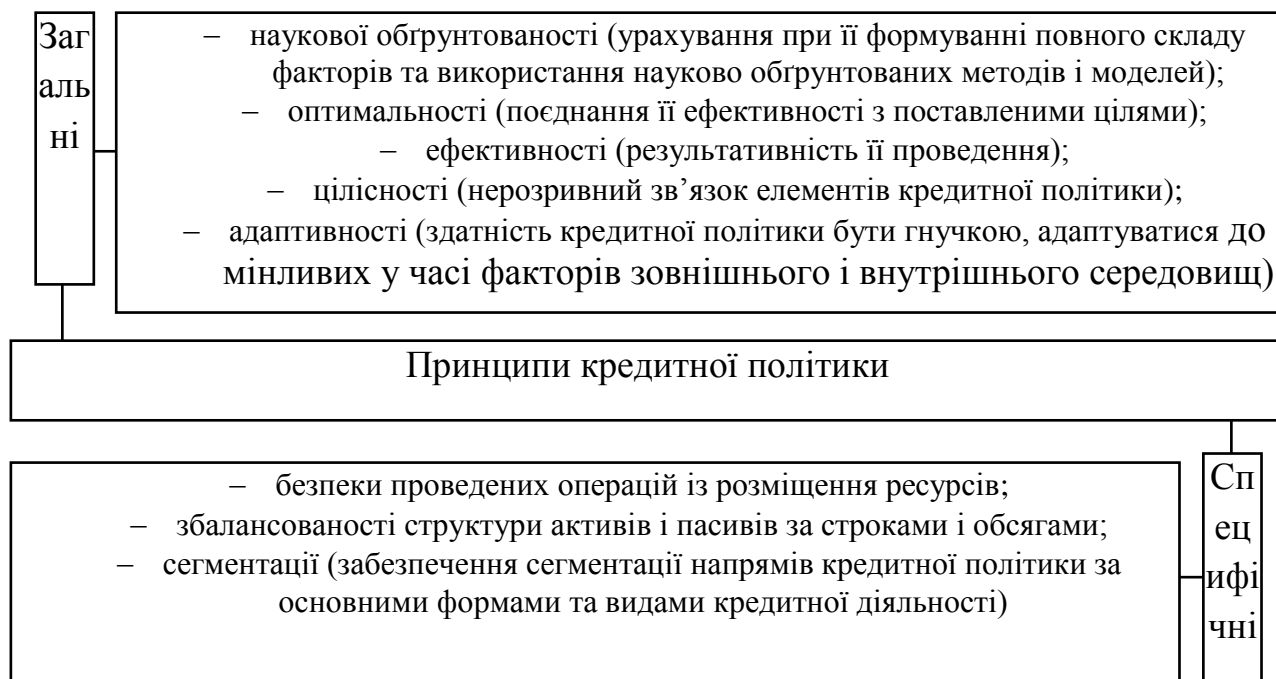 Заг
аль
ні
– наукової обґрунтованості (урахування при її формуванні повного складу
факторів та використання науково обґрунтованих методів і моделей);
– оптимальності (поєднання її ефективності з поставленими цілями);
– ефективності (результативність її проведення);
– цілісності (нерозривний зв’язок елементів кредитної політики);
– адаптивності (здатність кредитної політики бути гнучкою, адаптуватися до
мінливих у часі факторів зовнішнього і внутрішнього середовищ)
Принципи кредитної політики
– безпеки проведених операцій із розміщення ресурсів;
– збалансованості структури активів і пасивів за строками і обсягами;
– сегментації (забезпечення сегментації напрямів кредитної політики за
основними формами та видами кредитної діяльності)
Сп
ец
ифі
чні